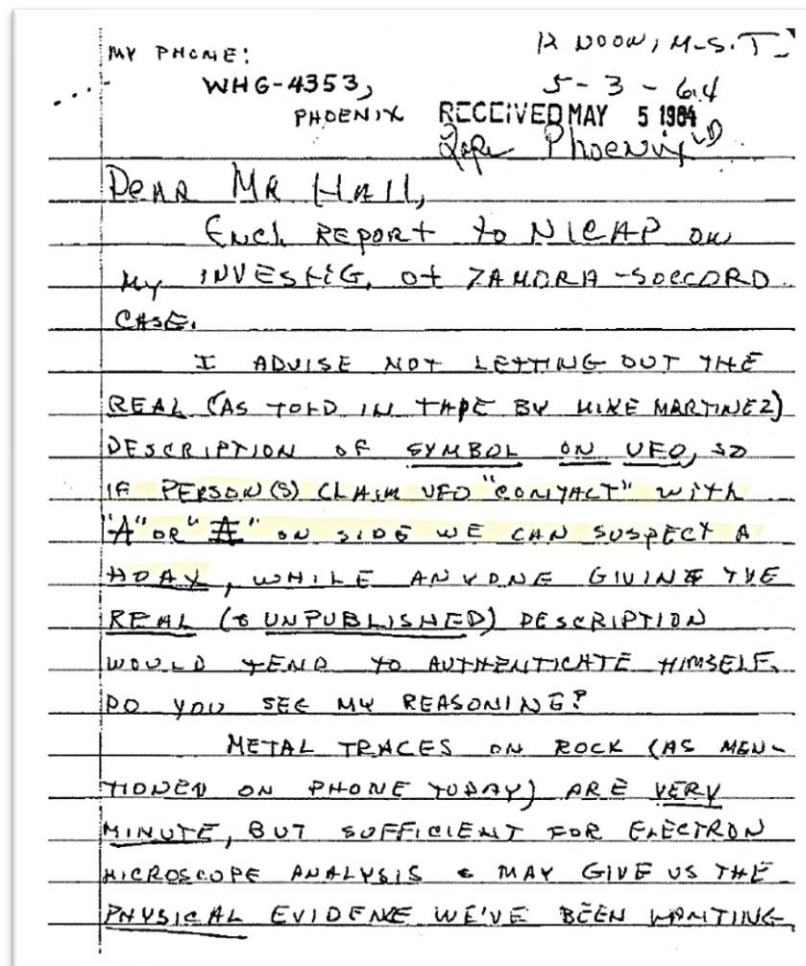 12 NOON, M.S.T.
MY PHONE:
WH6-4353,
5-3-64
PHOENIX RECEIVED MAY 5 1964
Phoenix
DEAR MR HALL,
ENCL REPORT TO NICAP ON
MY INVESTIG. OF ZAMORA-SOCCORO
CASE.
I ADVISE NOT LETTING OUT THE
REAL (AS TOLD IN TAPE BY MIKE MARTINEZ)
DESCRIPTION OF SYMBOL ON UFO, SO
IF PERSON(S) CLAIM UFO "CONTACT" WITH
"A" OR "" ON SIDE WE CAN SUSPECT A
HOAX, WHILE ANYONE GIVING THE
REAL (& UNPUBLISHED) DESCRIPTION
WOULD TEND TO AUTHENTICATE HIMSELF.
DO YOU SEE MY REASONING?
METAL TRACES ON ROCK (AS MEN-
TIONED ON PHONE TODAY) ARE VERY
MINUTE, BUT SUFFICIENT FOR ELECTRON
MICROSCOPE ANALYSIS & MAY GIVE US THE
PHYSICAL EVIDENCE WE'VE BEEN WANTING